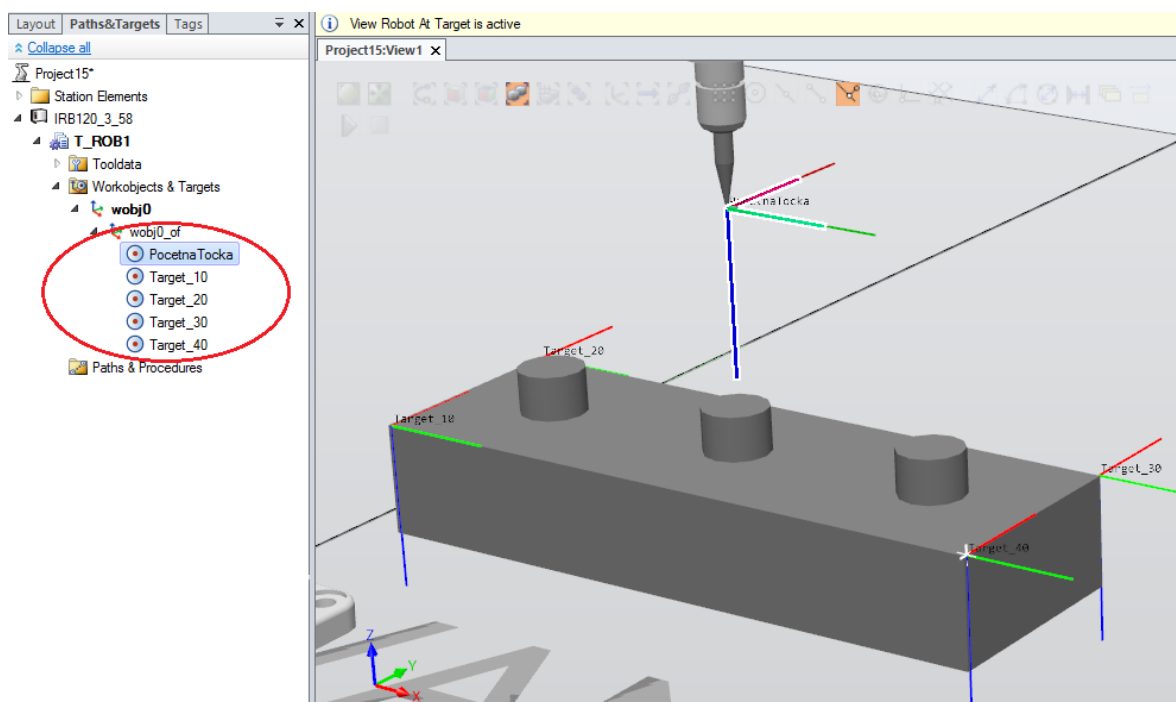 Layout Paths&Targets Tags
Collapse all
Project15*
Station Elements
IRB120_3_58
T_ROB1
Tooldata
Workobjects & Targets
wobj0
wobj0_of
PocetnaTocka
Target_10
Target_20
Target_30
Target_40
Paths & Procedures
View Robot At Target is active
Project15:View1
PocetnaTocka
Target_20
Target_10
Target_30
Target_40
Z
Y
X